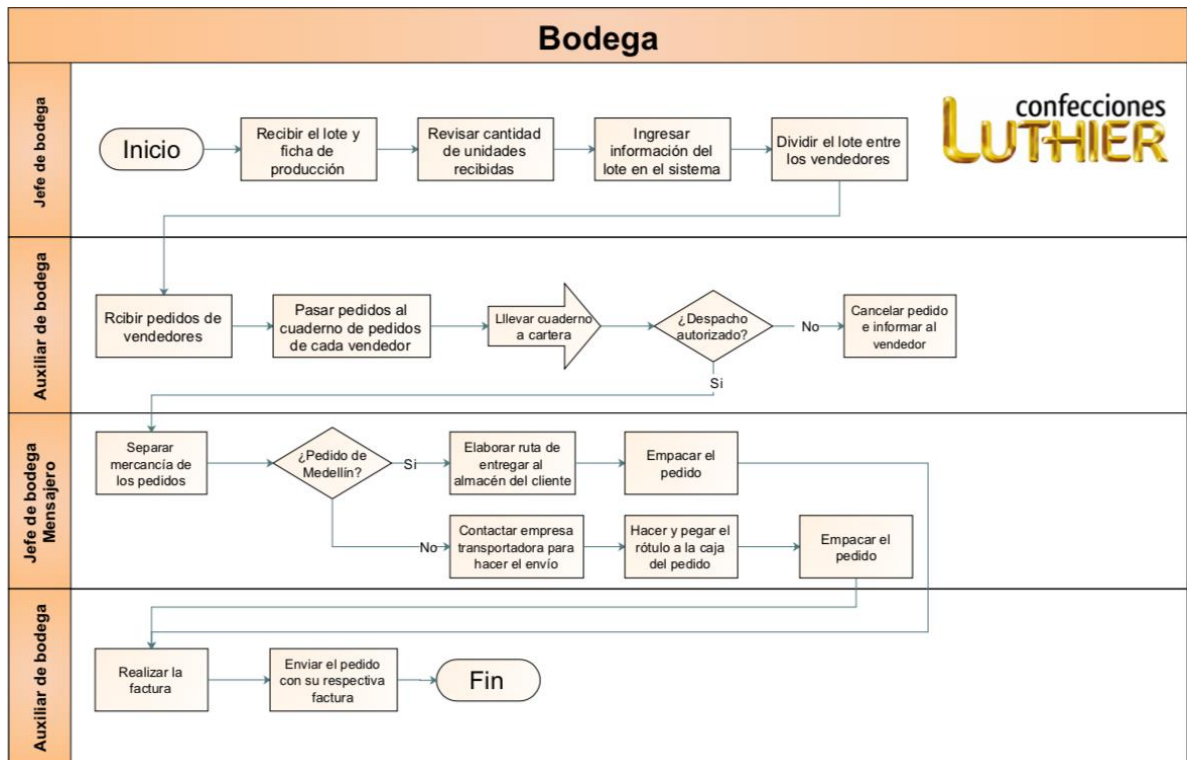 Bodega
Jefe de bodega
confecciones
LUTHIER
Inicio
Recibir el lote y
ficha de
producción
Revisar cantidad
de unidades
recibidas
Ingresar
información del
lote en el sistema
Dividir el lote entre
los vendedores
Auxiliar de bodega
Rcibir pedidos de
vendedores
Pasar pedidos al
cuaderno de pedidos
de cada vendedor
Lllevar cuaderno
a cartera
¿Despacho
autorizado?
No
Cancelar pedido
e informar al
vendedor
Si
Jefe de bodega
Mensajero
Separar
mercancía de
los pedidos
¿Pedido de
Medellín?
Si
Elaborar ruta de
entregar al
almacén del cliente
Empacar el
pedido
No
Contactar empresa
transportadora para
hacer el envío
Hacer y pegar el
rótulo a la caja
del pedido
Empacar el
pedido
Auxiliar de bodega
Realizar la
factura
Enviar el pedido
con su respectiva
factura
Fin